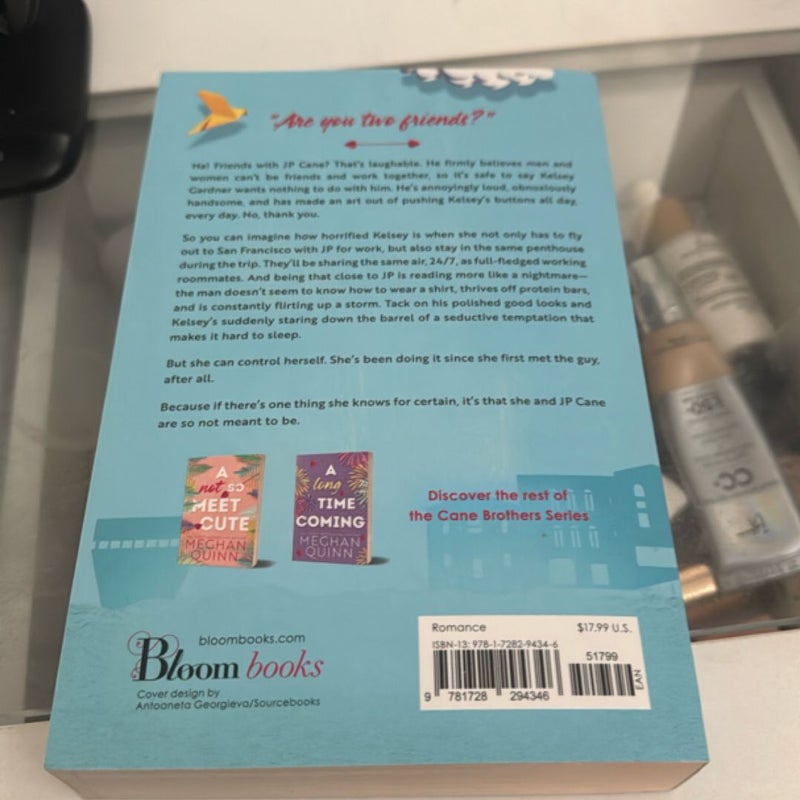 "Are you two friends?"
Ha! Friends with JP Cane? That's laughable. He firmly believes men and
women can't be friends and work together, so it's safe to say Kelsey
Gardner wants nothing to do with him. He's annoyingly loud, obnoxiously
handsome, and has made an art out of pushing Kelsey's buttons all day,
every day. No, thank you.
So you can imagine how horrified Kelsey is when she not only has to fly
out to San Francisco with JP for work, but also stay in the same penthouse
during the trip. They'll be sharing the same air, 24/7, as full-fledged working
roommates. And being that close to JP is reading more like a nightmare—
the man doesn't seem to know how to wear a shirt, thrives off protein bars,
and is constantly flirting up a storm. Tack on his polished good looks and
Kelsey's suddenly staring down the barrel of a seductive temptation that
makes it hard to sleep.
But she can control herself. She's been doing it since she first met the guy,
after all.
Because if there's one thing she knows for certain, it's that she and JP Cane
are so not meant to be.
A
not so
MEET
CUTE
MEGHAN
QUINN
A
long
TIME
COMING
MEGHAN
QUINN
Discover the rest of
the Cane Brothers Series
bloombooks.com
Bloom books
Cover design by
Antoaneta Georgieva/Sourcebooks
Romance $17.99 U.S.
ISBN-13: 978-1-7282-9434-6
51799
EAN
9 781728 294346
CC